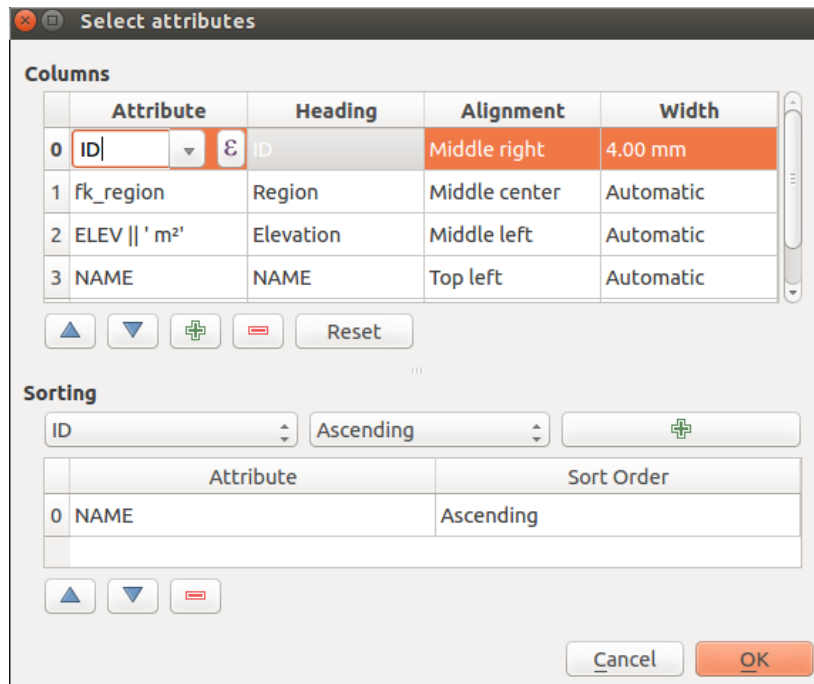 Select attributes
Columns
Attribute Heading Alignment Width
0 ID ε ID Middle right 4.00 mm
1 fk_region Region Middle center Automatic
2 ELEV || ' m²' Elevation Middle left Automatic
3 NAME NAME Top left Automatic
Reset
Sorting
ID Ascending
Attribute Sort Order
0 NAME Ascending
Cancel OK